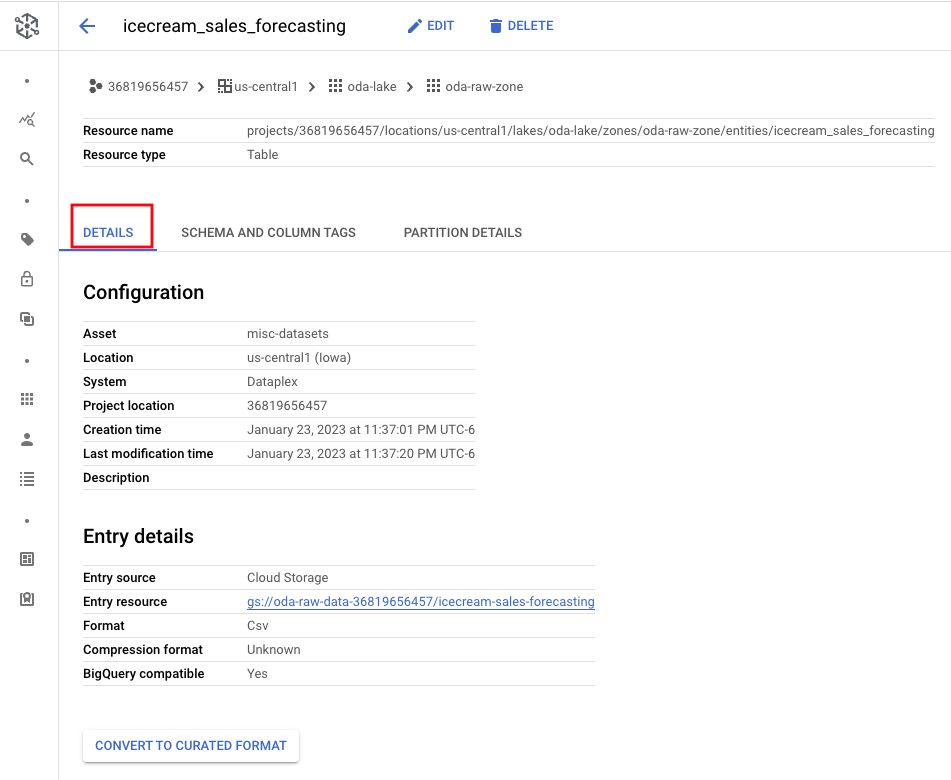 icecream_sales_forecasting EDIT DELETE
36819656457 us-central1 oda-lake oda-raw-zone
Resource name projects/36819656457/locations/us-central1/lakes/oda-lake/zones/oda-raw-zone/entities/icecream_sales_forecasting
Resource type Table
DETAILS SCHEMA AND COLUMN TAGS PARTITION DETAILS
Configuration
Asset misc-datasets
Location us-central1 (Iowa)
System Dataplex
Project location 36819656457
Creation time January 23, 2023 at 11:37:01 PM UTC-6
Last modification time January 23, 2023 at 11:37:20 PM UTC-6
Description
Entry details
Entry source Cloud Storage
Entry resource gs://oda-raw-data-36819656457/icecream-sales-forecasting
Format Csv
Compression format Unknown
BigQuery compatible Yes
CONVERT TO CURATED FORMAT